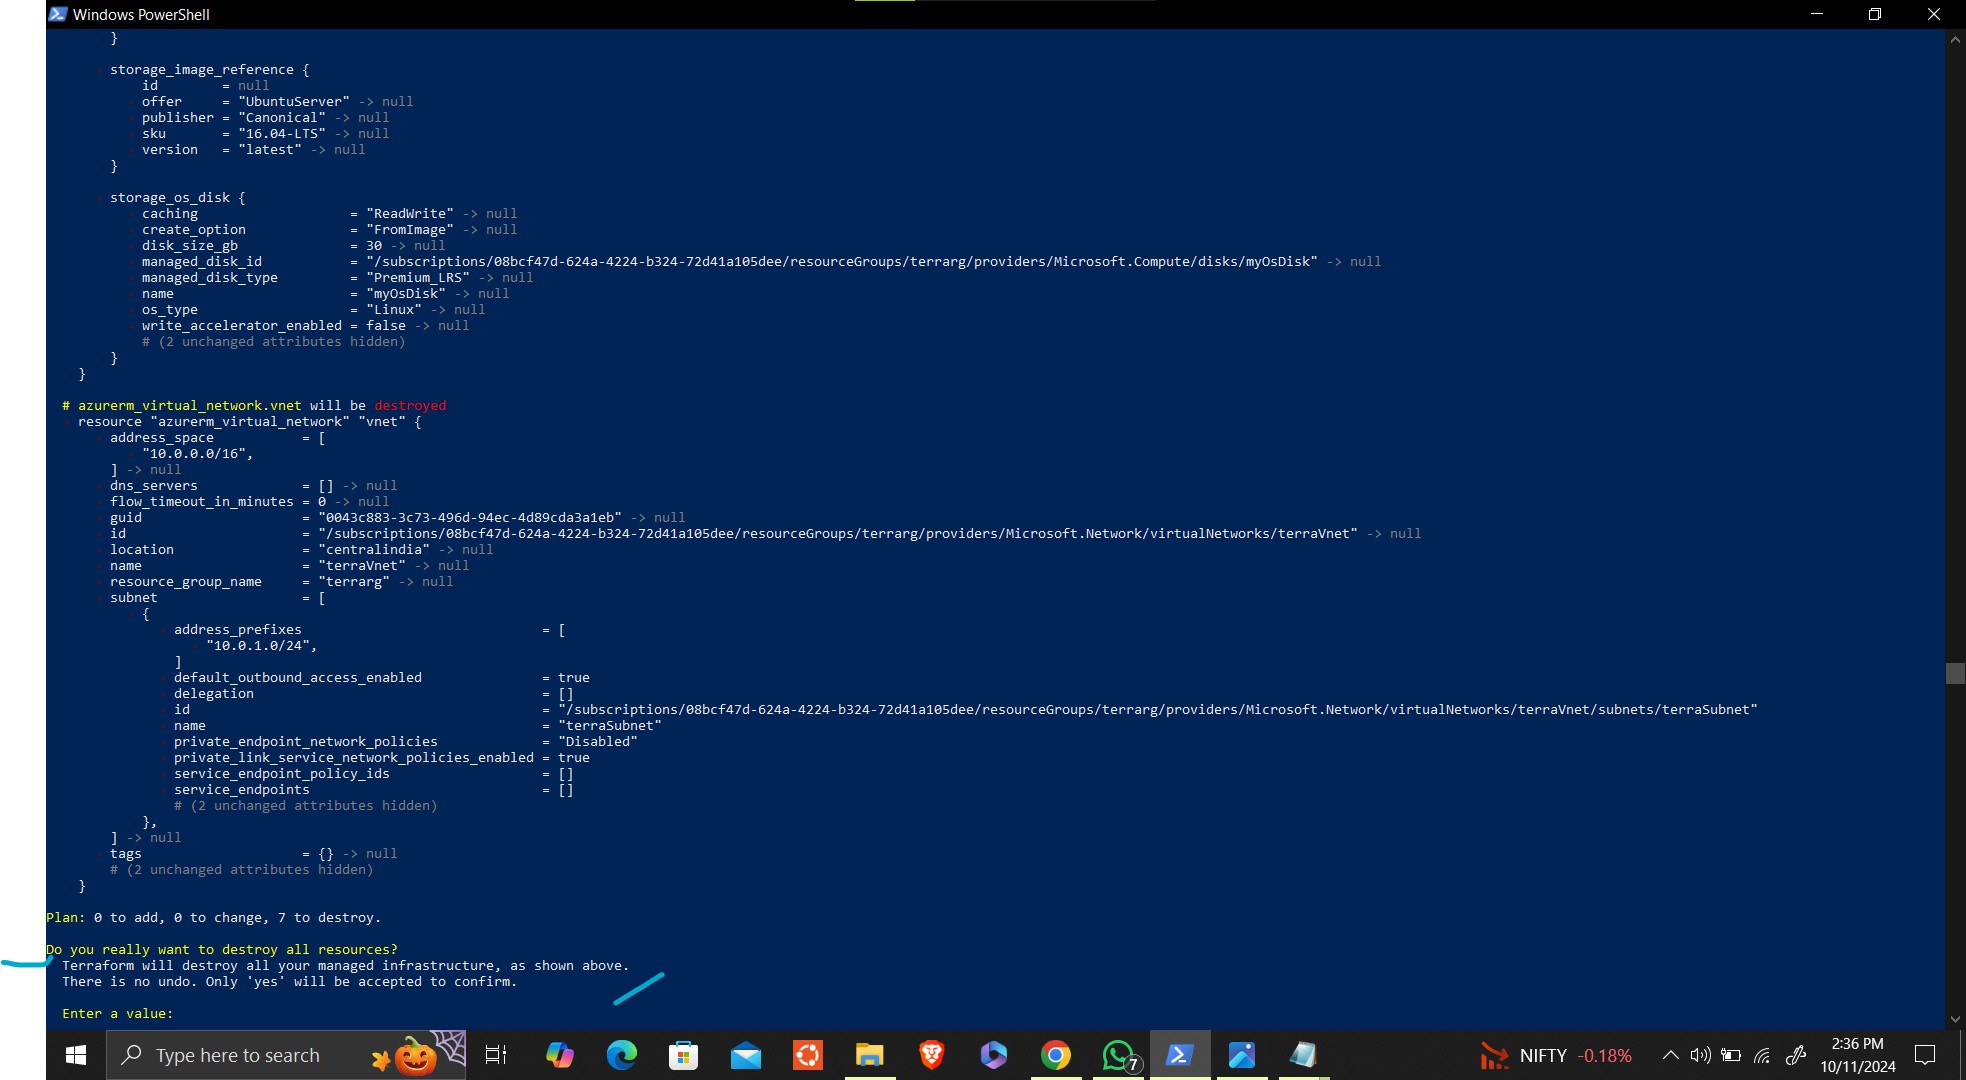 Windows PowerShell
}
storage_image_reference {
id = null
offer = "UbuntuServer" -> null
publisher = "Canonical" -> null
sku = "16.04-LTS" -> null
version = "latest" -> null
}
storage_os_disk {
caching = "ReadWrite" -> null
create_option = "FromImage" -> null
disk_size_gb = 30 -> null
managed_disk_id = "/subscriptions/08bcf47d-624a-4224-b324-72d41a105dee/resourceGroups/terrarg/providers/Microsoft.Compute/disks/myOsDisk" -> null
managed_disk_type = "Premium_LRS" -> null
name = "myOsDisk" -> null
os_type = "Linux" -> null
write_accelerator_enabled = false -> null
# (2 unchanged attributes hidden)
}
}
# azurerm_virtual_network.vnet will be destroyed
resource "azurerm_virtual_network" "vnet" {
address_space = [
"10.0.0.0/16",
] -> null
dns_servers = [] -> null
flow_timeout_in_minutes = 0 -> null
guid = "0043c883-3c73-496d-94ec-4d89cda3a1eb" -> null
id = "/subscriptions/08bcf47d-624a-4224-b324-72d41a105dee/resourceGroups/terrarg/providers/Microsoft.Network/virtualNetworks/terraVnet" -> null
location = "centralindia" -> null
name = "terraVnet" -> null
resource_group_name = "terrarg" -> null
subnet = [
{
address_prefixes = [
"10.0.1.0/24",
]
default_outbound_access_enabled = true
delegation = []
id = "/subscriptions/08bcf47d-624a-4224-b324-72d41a105dee/resourceGroups/terrarg/providers/Microsoft.Network/virtualNetworks/terraVnet/subnets/terraSubnet"
name = "terraSubnet"
private_endpoint_network_policies = "Disabled"
private_link_service_network_policies_enabled = true
service_endpoint_policy_ids = []
service_endpoints = []
# (2 unchanged attributes hidden)
},
] -> null
tags = {} -> null
# (2 unchanged attributes hidden)
}
Plan: 0 to add, 0 to change, 7 to destroy.
Do you really want to destroy all resources?
Terraform will destroy all your managed infrastructure, as shown above.
There is no undo. Only 'yes' will be accepted to confirm.
Enter a value:
Type here to search
7
NIFTY -0.18%
2:36 PM
10/11/2024